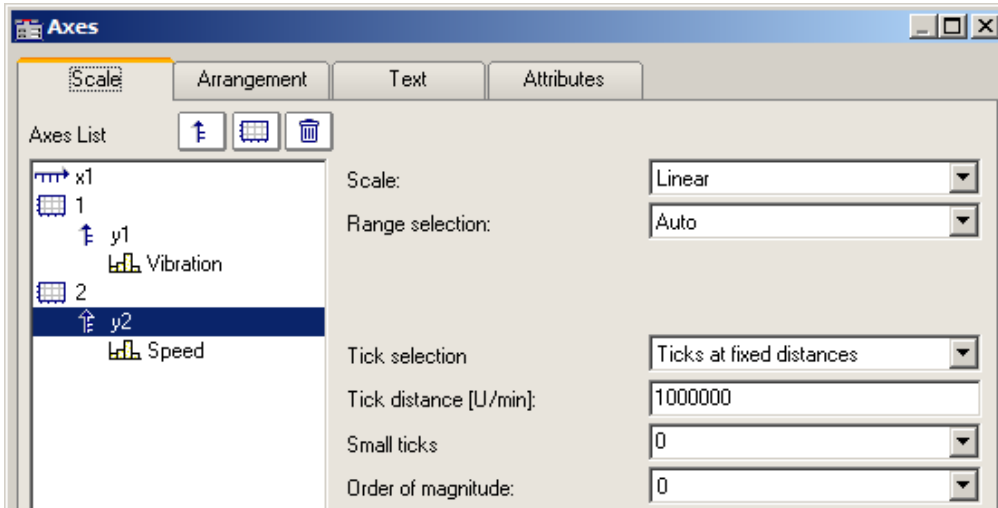 Axes
Scale Arrangement Text Attributes
Axes List
x1
Scale: Linear
1
Range selection: Auto
y1
Vibration
2
y2
Speed
Tick selection Ticks at fixed distances
Tick distance [U/min]: 1000000
Small ticks 0
Order of magnitude: 0